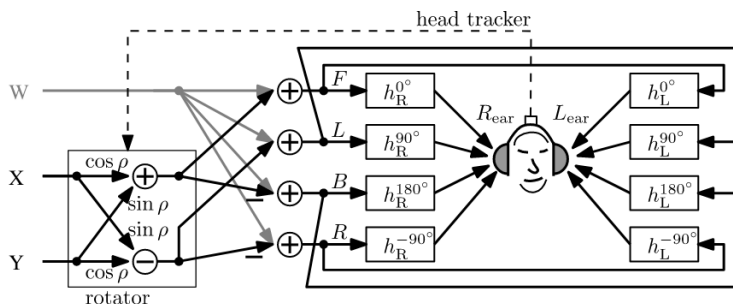 head tracker
W
F
h_R^{0°}
R_ear
L_ear
h_L^{0°}
L
h_R^{90°}
h_L^{90°}
X
cos ρ
+
sin ρ
B
h_R^{180°}
h_L^{180°}
sin ρ
Y
−
cos ρ
R
h_R^{−90°}
h_L^{−90°}
rotator